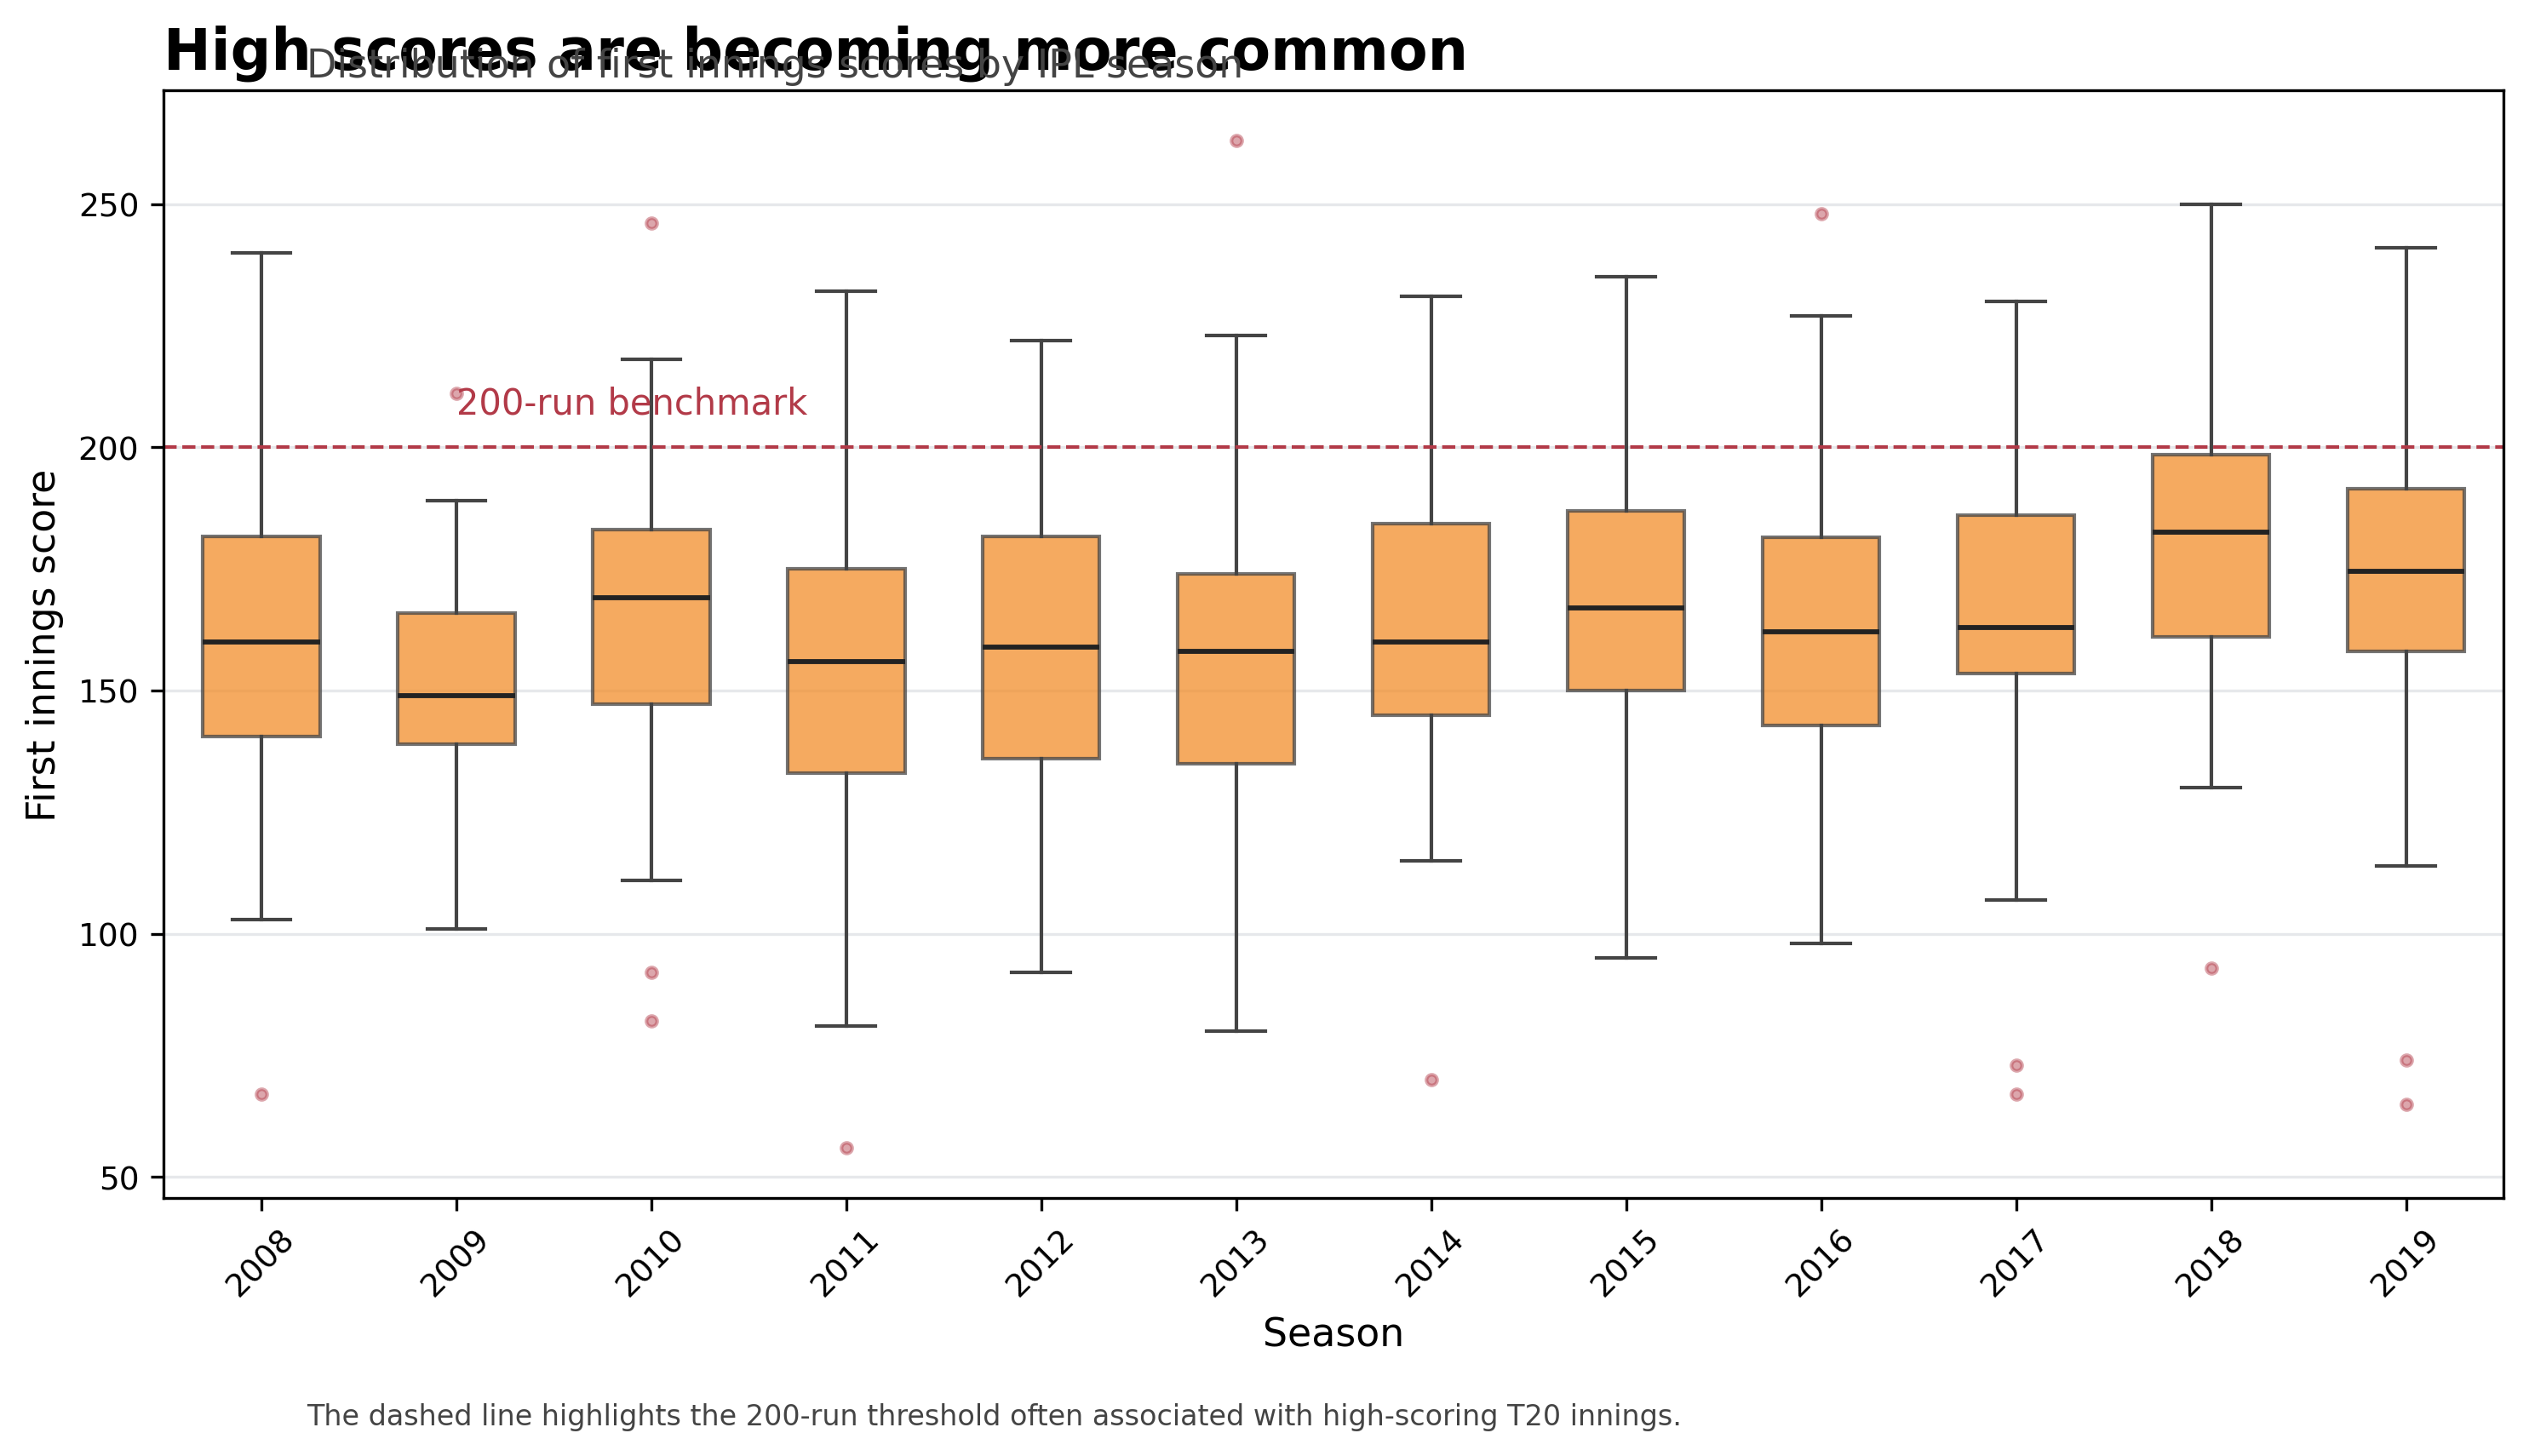 High scores are becoming more common
Distribution of first innings scores by IPL season
250
200
150
100
50
First innings score
200-run benchmark
2008
2009
2010
2011
2012
2013
2014
2015
2016
2017
2018
2019
Season
The dashed line highlights the 200-run threshold often associated with high-scoring T20 innings.